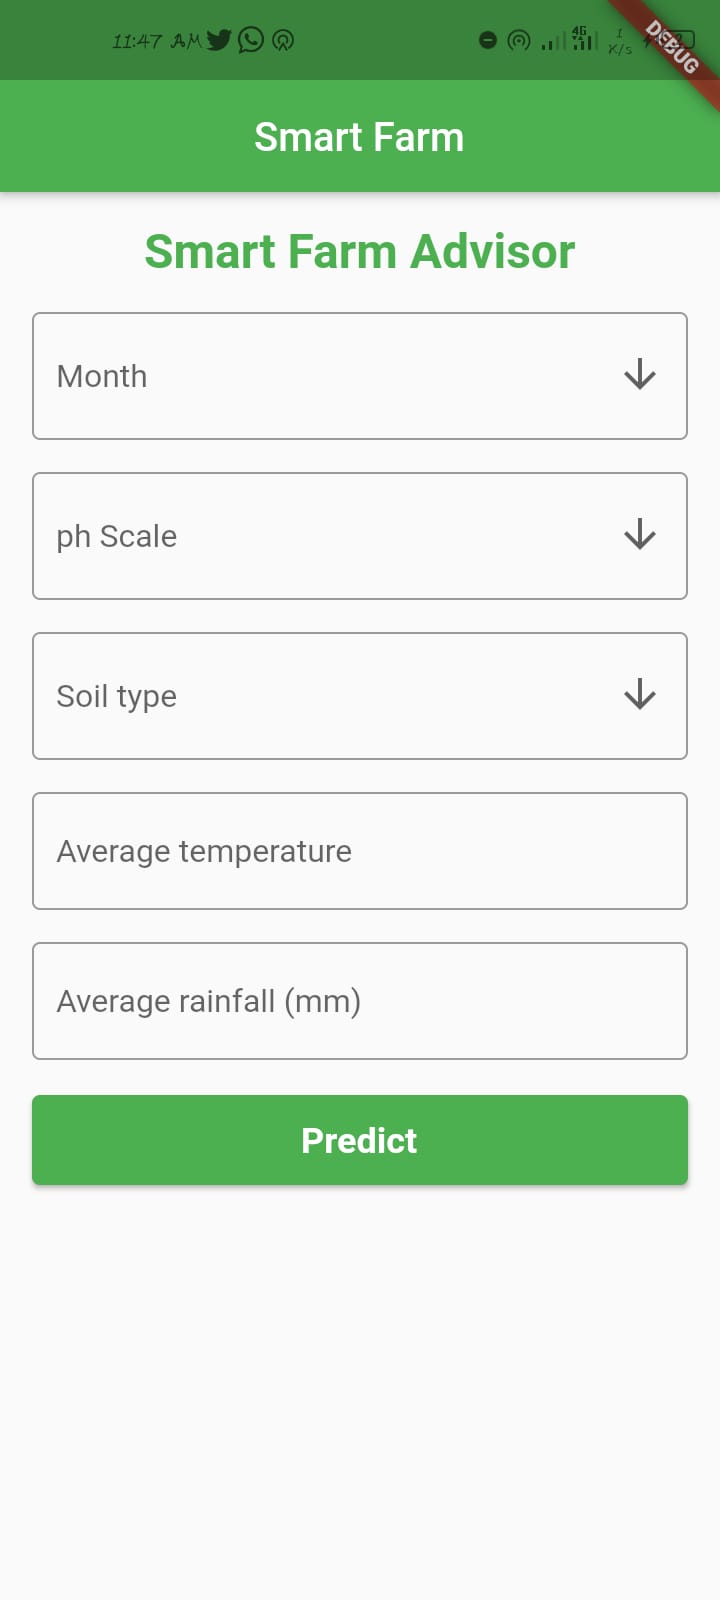 11:47 AM
4G
1
K/s
DEBUG
Smart Farm
Smart Farm Advisor
Month
ph Scale
Soil type
Average temperature
Average rainfall (mm)
Predict